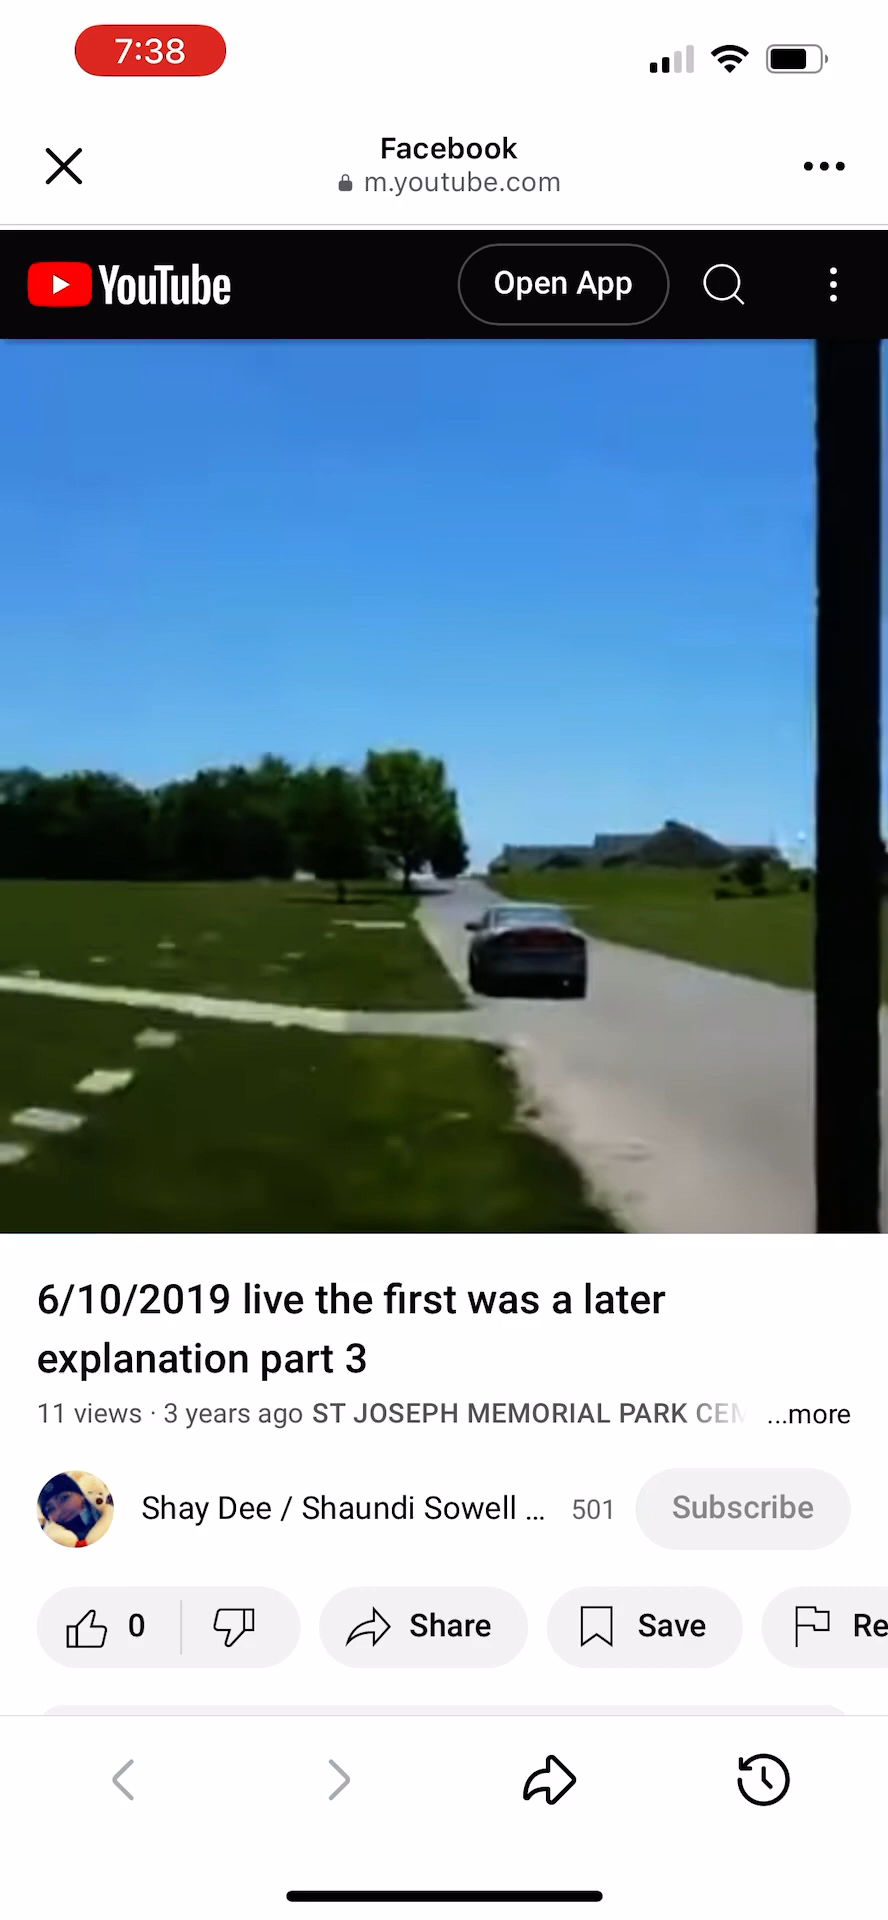 7:38
Facebook
m.youtube.com
YouTube
Open App
6/10/2019 live the first was a later
explanation part 3
11 views · 3 years ago ST JOSEPH MEMORIAL PARK CEM ...more
Shay Dee / Shaundi Sowell ... 501 Subscribe
0 Share Save Re